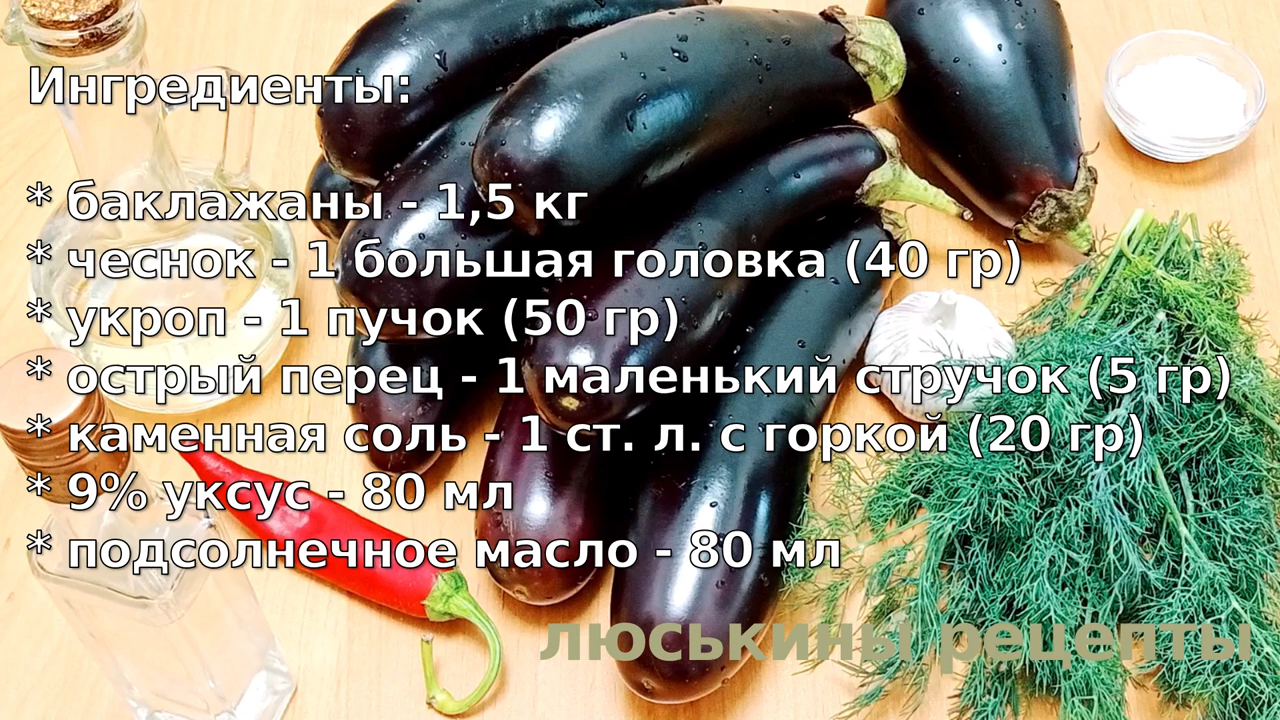 Ингредиенты:
* баклажаны - 1,5 кг
* чеснок - 1 большая головка (40 гр)
* укроп - 1 пучок (50 гр)
* острый перец - 1 маленький стручок (5 гр)
* каменная соль - 1 ст. л. с горкой (20 гр)
* 9% уксус - 80 мл
* подсолнечное масло - 80 мл
люськины рецепты